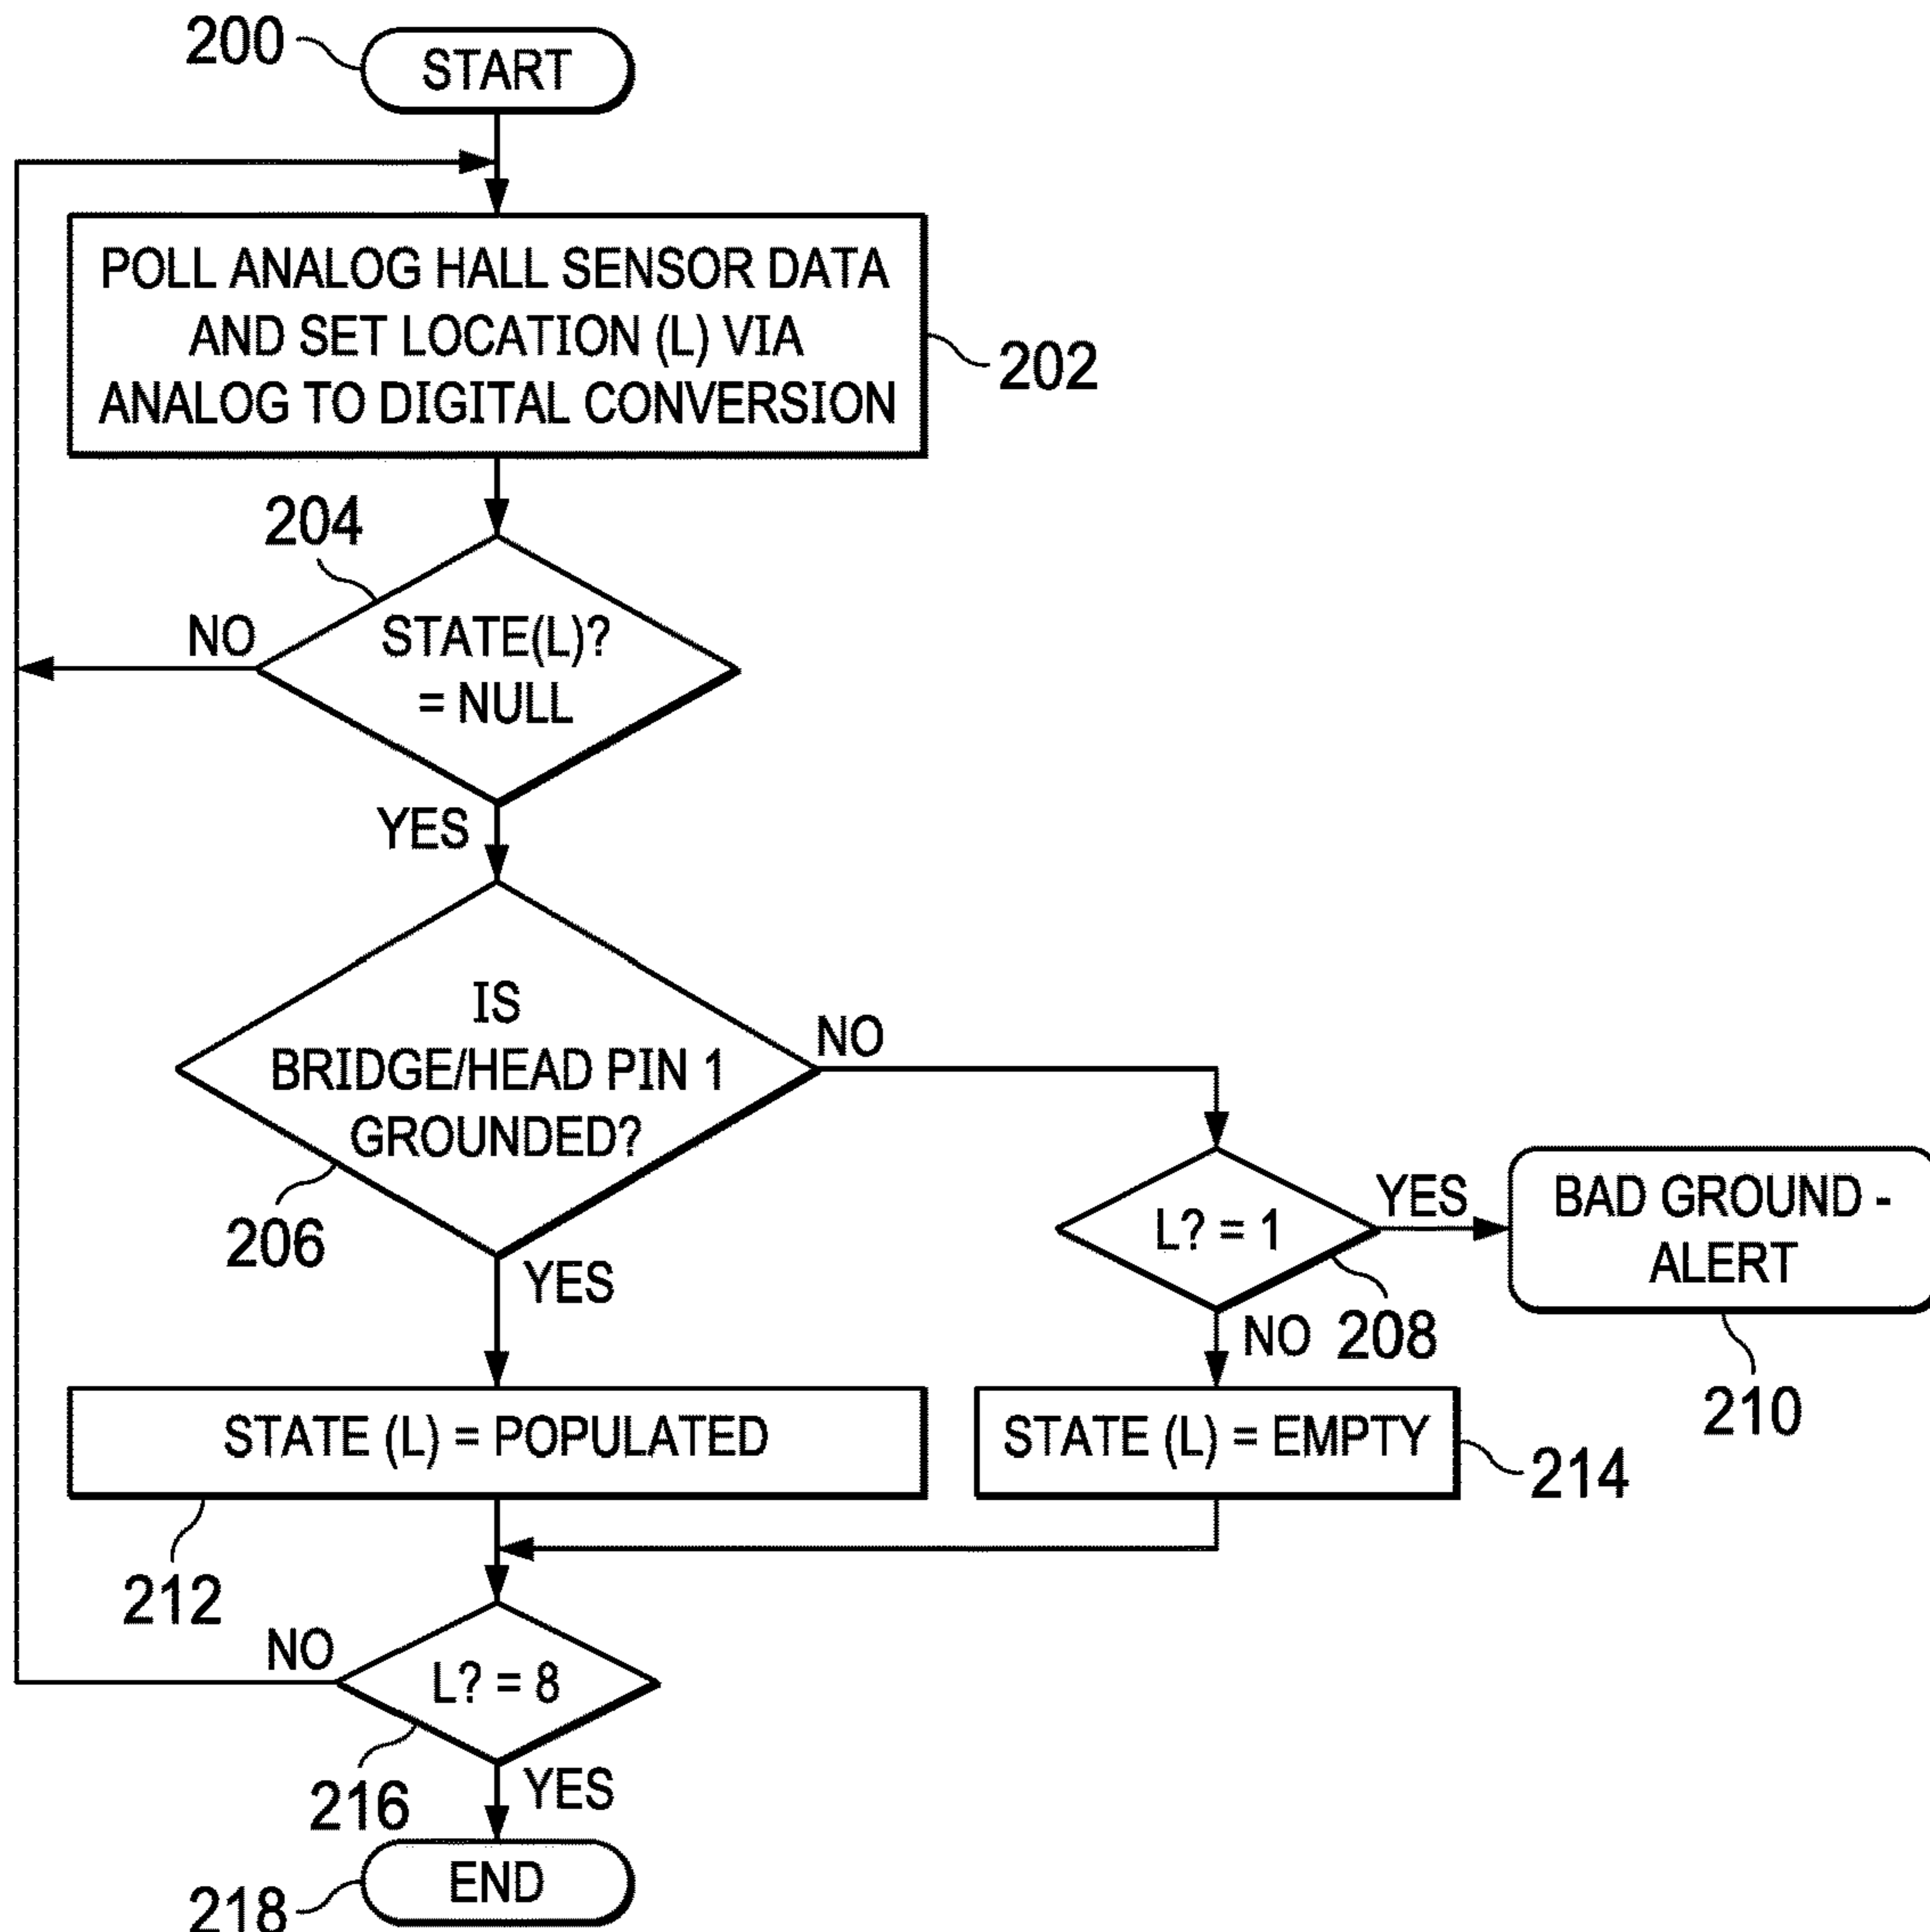 200
START
POLL ANALOG HALL SENSOR DATA
AND SET LOCATION (L) VIA
ANALOG TO DIGITAL CONVERSION
202
204
NO
STATE(L)?
= NULL
YES
IS
BRIDGE/HEAD PIN 1
GROUNDED?
NO
206
YES
L? = 1
YES
BAD GROUND -
ALERT
NO
208
210
STATE (L) = POPULATED
STATE (L) = EMPTY
214
212
NO
L? = 8
216
YES
END
218